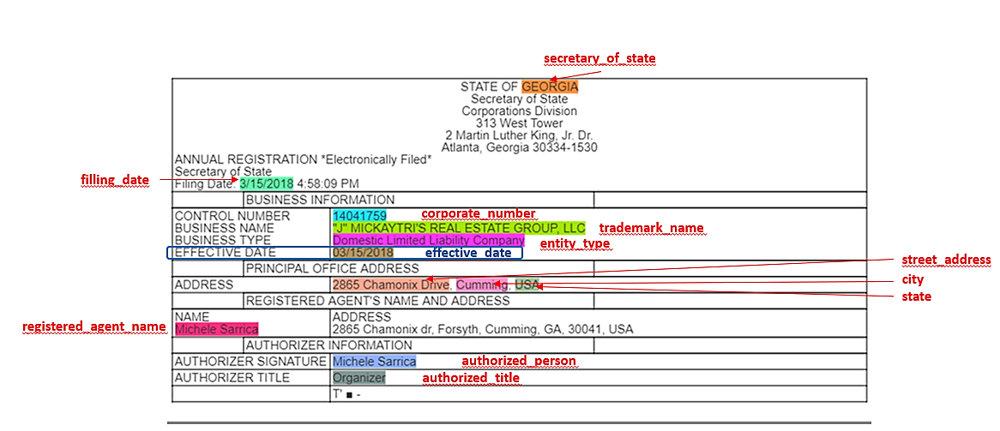 secretary_of_state
STATE OF GEORGIA
Secretary of State
Corporations Division
313 West Tower
2 Martin Luther King, Jr. Dr.
Atlanta, Georgia 30334-1530
ANNUAL REGISTRATION *Electronically Filed*
Secretary of State
filling_date Filing Date: 3/15/2018 4:58:09 PM
BUSINESS INFORMATION
CONTROL NUMBER 14041759 corporate_number
BUSINESS NAME "J" MICKAYTRI'S REAL ESTATE GROUP, LLC trademark_name
BUSINESS TYPE Domestic Limited Liability Company entity_type
EFFECTIVE DATE 03/15/2018 effective_date
street_address
PRINCIPAL OFFICE ADDRESS
city
ADDRESS 2865 Chamonix Drive, Cumming, USA
state
REGISTERED AGENT'S NAME AND ADDRESS
NAME ADDRESS
registered_agent_name Michele Sarrica 2865 Chamonix dr, Forsyth, Cumming, GA, 30041, USA
AUTHORIZER INFORMATION
AUTHORIZER SIGNATURE Michele Sarrica authorized_person
AUTHORIZER TITLE Organizer authorized_title
T' ■ -